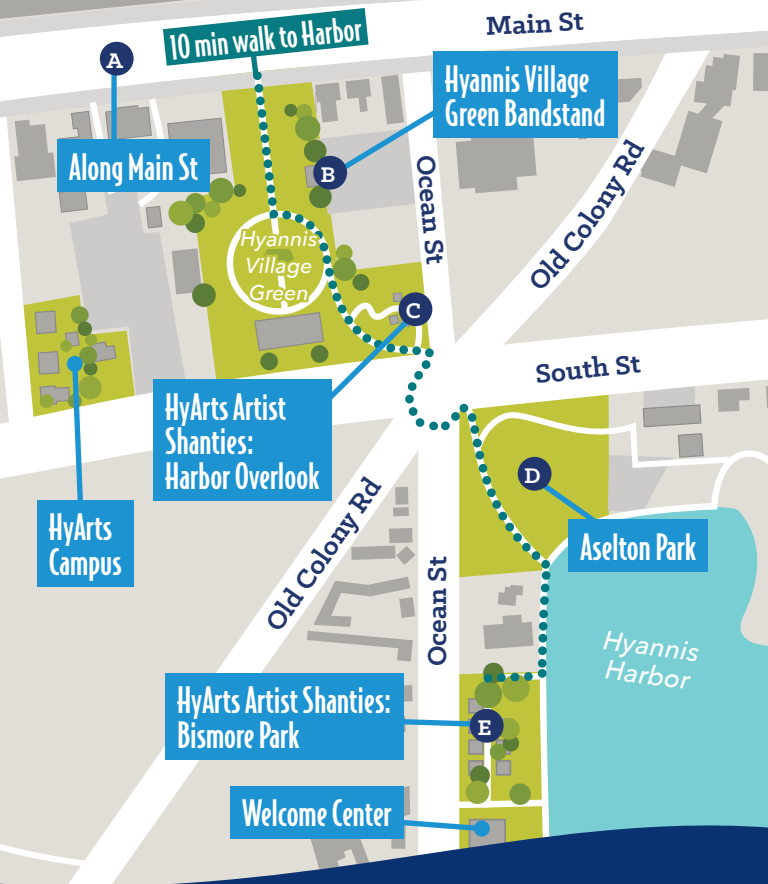 Main St
10 min walk to Harbor
A
Hyannis Village
Green Bandstand
Along Main St
B
Ocean St
Old Colony Rd
Hyannis
Village
Green
C
South St
HyArts Artist
Shanties:
Harbor Overlook
D
HyArts
Campus
Old Colony Rd
Aselton Park
Ocean St
Hyannis
Harbor
HyArts Artist Shanties:
Bismore Park
E
Welcome Center